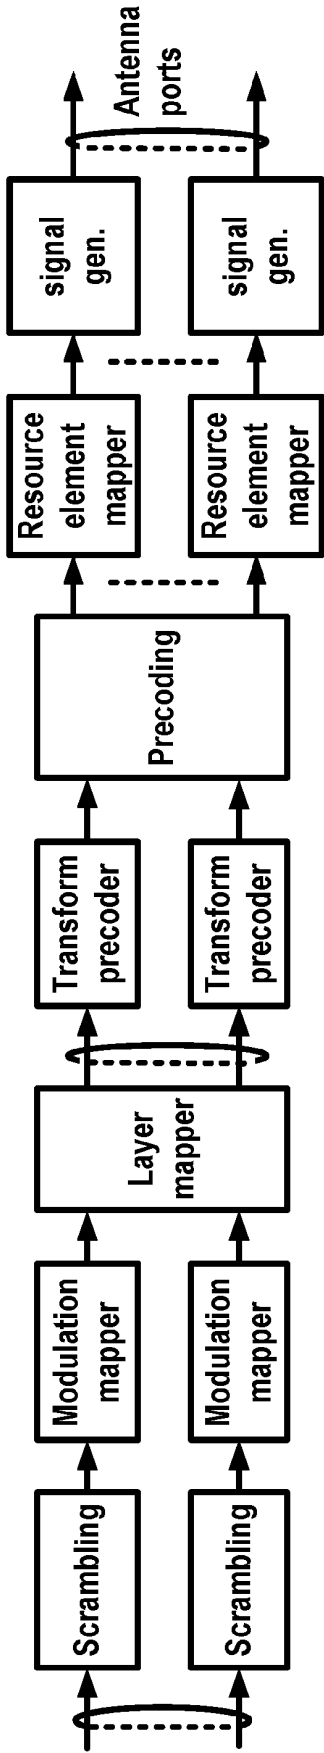 Scrambling
Modulation
mapper
Layer
mapper
Transform
precoder
Precoding
Resource
element
mapper
signal
gen.
Antenna
ports
Scrambling
Modulation
mapper
Transform
precoder
Resource
element
mapper
signal
gen.